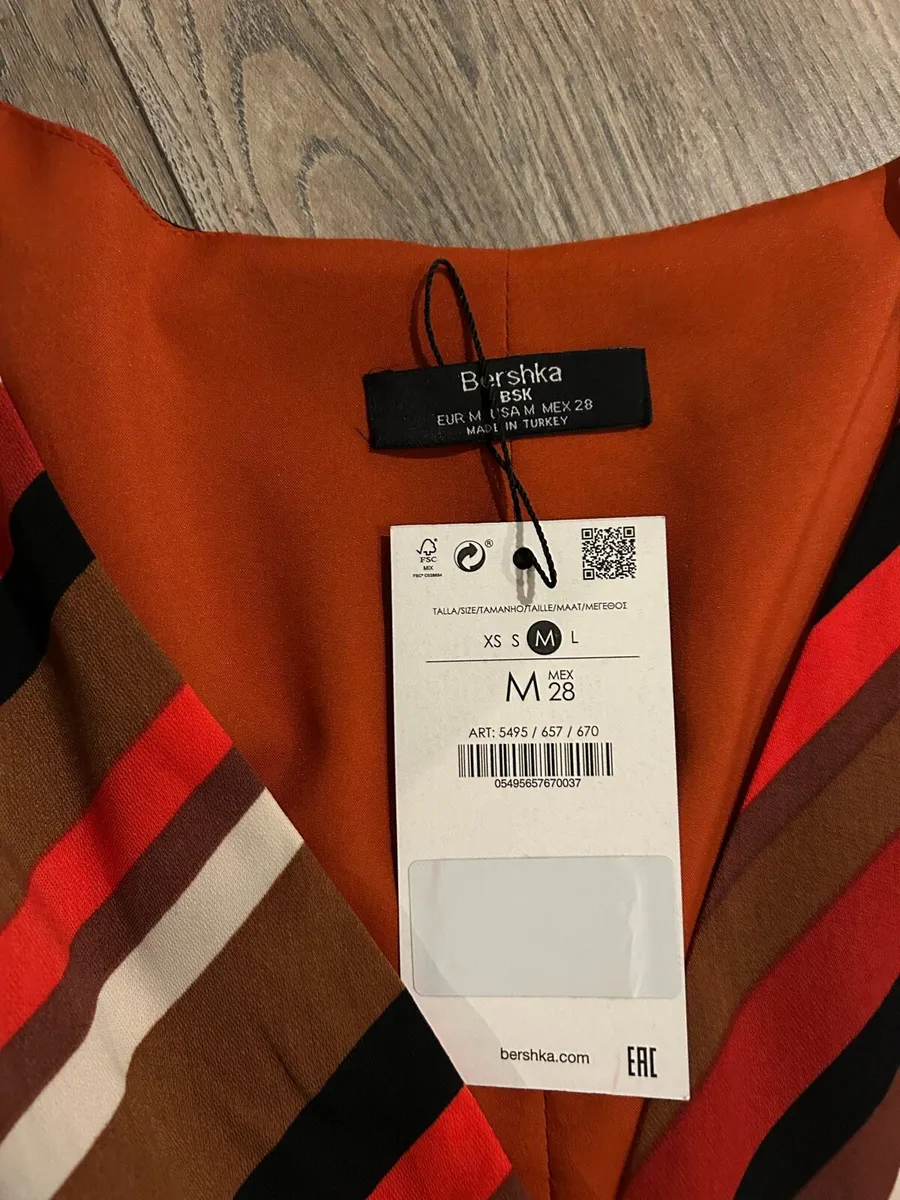 Bershka
BSK
EUR M USA M MEX 28
MADE IN TURKEY
FSC
MIX
®
TALLA/SIZE/TAMANHO/TAILLE/MAAT/ΜΕΓΕΘΟΣ
XS S M L
M MEX 28
ART: 5495 / 657 / 670
05495657670037
bershka.com
EAC